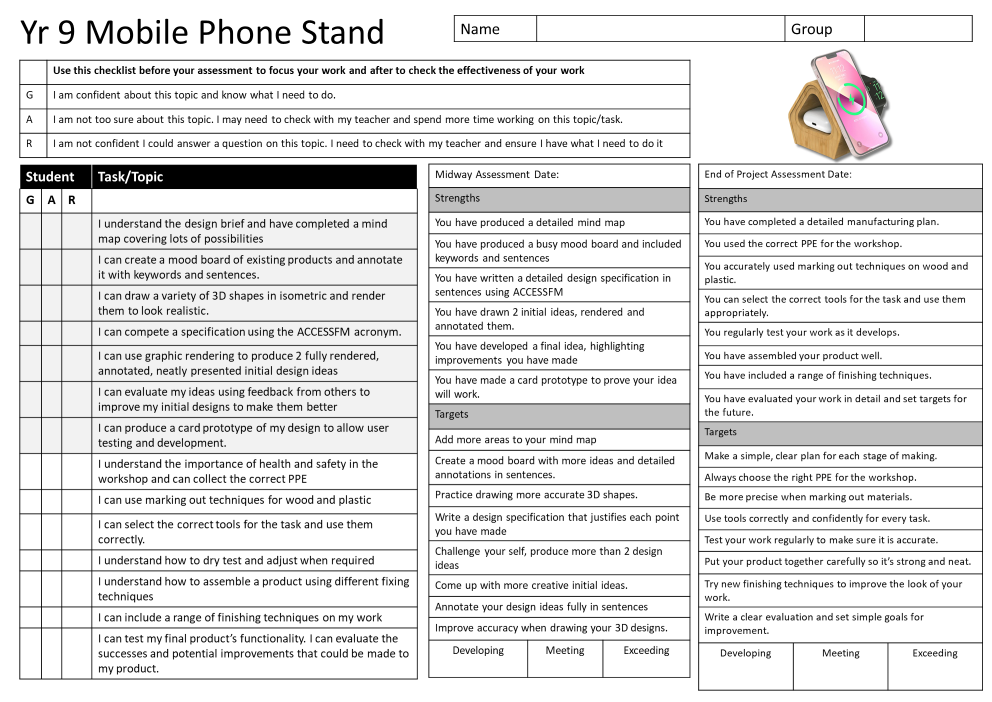 Yr 9 Mobile Phone Stand
Name
Group
Use this checklist before your assessment to focus your work and after to check the effectiveness of your work
G
I am confident about this topic and know what I need to do.
A
I am not too sure about this topic. I may need to check with my teacher and spend more time working on this topic/task.
R
I am not confident I could answer a question on this topic. I need to check with my teacher and ensure I have what I need to do it
Student
Task/Topic
G A R
I understand the design brief and have completed a mind
map covering lots of possibilities
I can create a mood board of existing products and annotate
it with keywords and sentences.
I can draw a variety of 3D shapes in isometric and render
them to look realistic.
I can compete a specification using the ACCESSFM acronym.
I can use graphic rendering to produce 2 fully rendered,
annotated, neatly presented initial design ideas
I can evaluate my ideas using feedback from others to
improve my initial designs to make them better
I can produce a card prototype of my design to allow user
testing and development.
I understand the importance of health and safety in the
workshop and can collect the correct PPE
I can use marking out techniques for wood and plastic
I can select the correct tools for the task and use them
correctly.
I understand how to dry test and adjust when required
I understand how to assemble a product using different fixing
techniques
I can include a range of finishing techniques on my work
I can test my final product's functionality. I can evaluate the
successes and potential improvements that could be made to
my product.
Midway Assessment Date:
Strengths
You have produced a detailed mind map
You have produced a busy mood board and included
keywords and sentences
You have written a detailed design specification in
sentences using ACCESSFM
You have drawn 2 initial ideas, rendered and
annotated them.
You have developed a final idea, highlighting
improvements you have made
You have made a card prototype to prove your idea
will work.
Targets
Add more areas to your mind map
Create a mood board with more ideas and detailed
annotations in sentences.
Practice drawing more accurate 3D shapes.
Write a design specification that justifies each point
you have made
Challenge your self, produce more than 2 design
ideas
Come up with more creative initial ideas.
Annotate your design ideas fully in sentences
Improve accuracy when drawing your 3D designs.
Developing
Meeting
Exceeding
End of Project Assessment Date:
Strengths
You have completed a detailed manufacturing plan.
You used the correct PPE for the workshop.
You accurately used marking out techniques on wood and
plastic.
You can select the correct tools for the task and use them
appropriately.
You regularly test your work as it develops.
You have assembled your product well.
You have included a range of finishing techniques.
You have evaluated your work in detail and set targets for
the future.
Targets
Make a simple, clear plan for each stage of making.
Always choose the right PPE for the workshop.
Be more precise when marking out materials.
Use tools correctly and confidently for every task.
Test your work regularly to make sure it is accurate.
Put your product together carefully so it's strong and neat.
Try new finishing techniques to improve the look of your
work.
Write a clear evaluation and set simple goals for
improvement.
Developing
Meeting
Exceeding